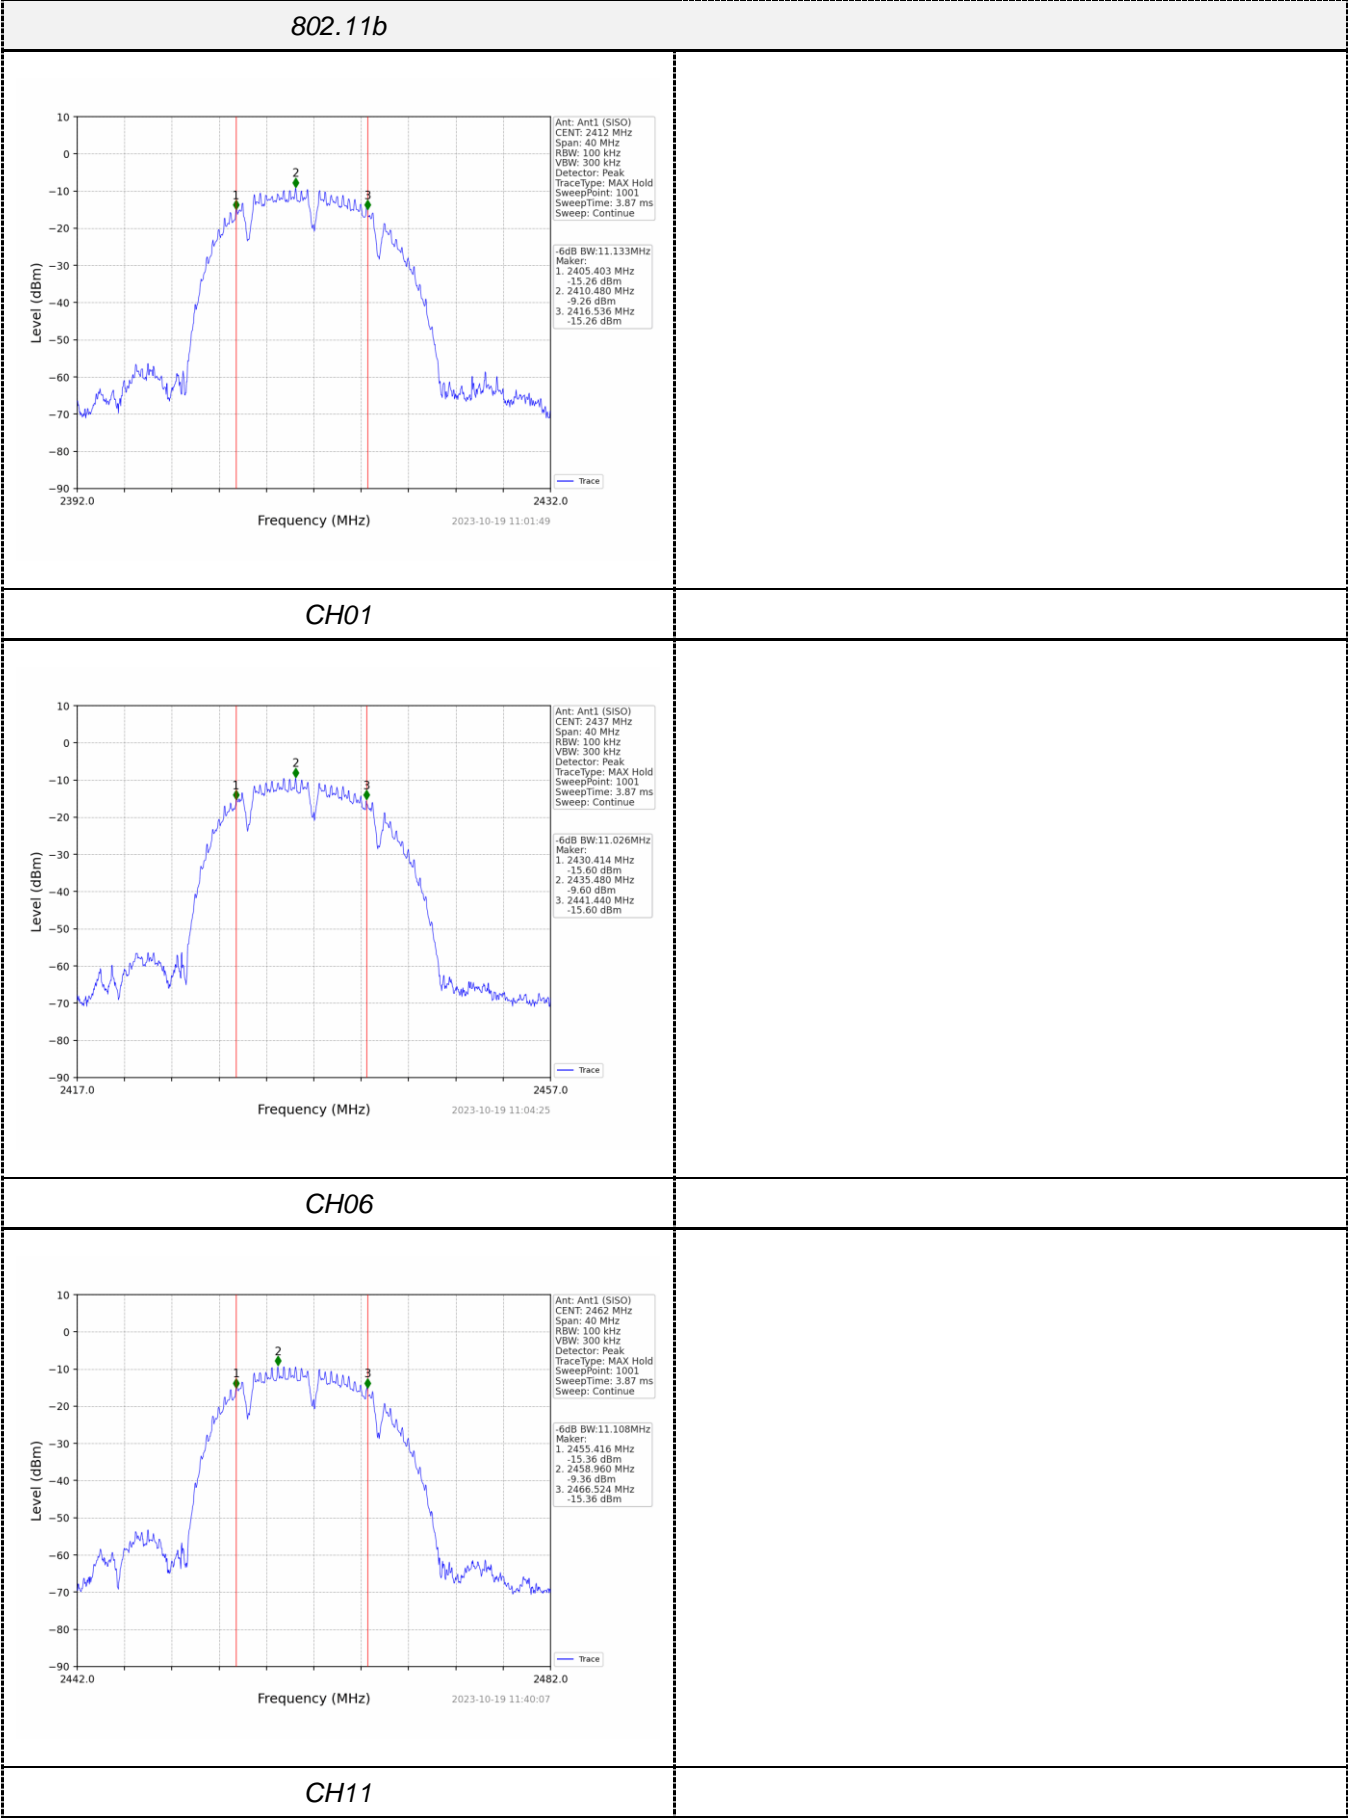 802.11b
10
0
−10
−20
−30
−40
−50
−60
−70
−80
−90
Level (dBm)
1
2
3
2392.0
2432.0
Frequency (MHz)
2023-10-19 11:01:49
Ant: Ant1 (SISO)
CENT: 2412 MHz
Span: 40 MHz
RBW: 100 kHz
VBW: 300 kHz
Detector: Peak
TraceType: MAX Hold
SweepPoint: 1001
SweepTime: 3.87 ms
Sweep: Continue
-6dB BW:11.133MHz
Maker:
1. 2405.403 MHz
-15.26 dBm
2. 2410.480 MHz
-9.26 dBm
3. 2416.536 MHz
-15.26 dBm
Trace
CH01
10
0
−10
−20
−30
−40
−50
−60
−70
−80
−90
Level (dBm)
1
2
3
2417.0
2457.0
Frequency (MHz)
2023-10-19 11:04:25
Ant: Ant1 (SISO)
CENT: 2437 MHz
Span: 40 MHz
RBW: 100 kHz
VBW: 300 kHz
Detector: Peak
TraceType: MAX Hold
SweepPoint: 1001
SweepTime: 3.87 ms
Sweep: Continue
-6dB BW:11.026MHz
Maker:
1. 2430.414 MHz
-15.60 dBm
2. 2435.480 MHz
-9.60 dBm
3. 2441.440 MHz
-15.60 dBm
Trace
CH06
10
0
−10
−20
−30
−40
−50
−60
−70
−80
−90
Level (dBm)
1
2
3
2442.0
2482.0
Frequency (MHz)
2023-10-19 11:40:07
Ant: Ant1 (SISO)
CENT: 2462 MHz
Span: 40 MHz
RBW: 100 kHz
VBW: 300 kHz
Detector: Peak
TraceType: MAX Hold
SweepPoint: 1001
SweepTime: 3.87 ms
Sweep: Continue
-6dB BW:11.108MHz
Maker:
1. 2455.416 MHz
-15.36 dBm
2. 2458.960 MHz
-9.36 dBm
3. 2466.524 MHz
-15.36 dBm
Trace
CH11